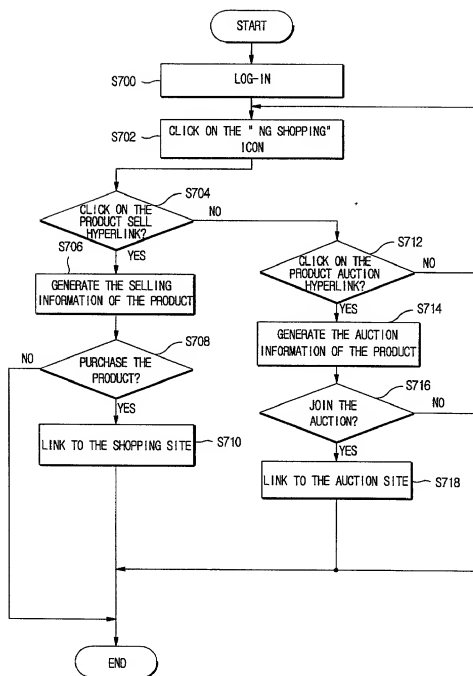 START
S700
LOG-IN
S702
CLICK ON THE " NG SHOPPING"
ICON
S704
CLICK ON THE
PRODUCT SELL
HYPERLINK?
NO
S706
YES
GENERATE THE SELLING
INFORMATION OF THE PRODUCT
S708
NO
PURCHASE THE
PRODUCT?
YES
LINK TO THE SHOPPING SITE
S710
S712
CLICK ON THE
PRODUCT AUCTION
HYPERLINK?
NO
YES
S714
GENERATE THE AUCTION
INFORMATION OF THE PRODUCT
S716
JOIN THE
AUCTION?
NO
YES
LINK TO THE AUCTION SITE
S718
END